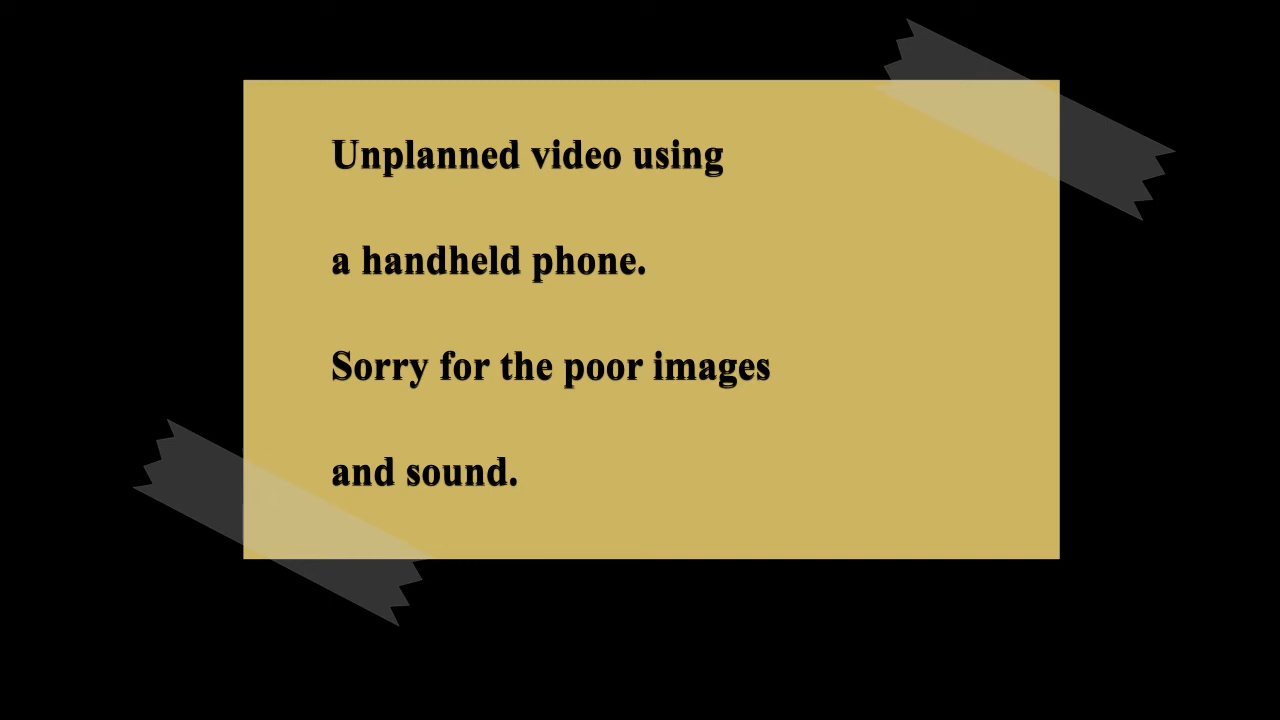 Unplanned video using
a handheld phone.
Sorry for the poor images
and sound.